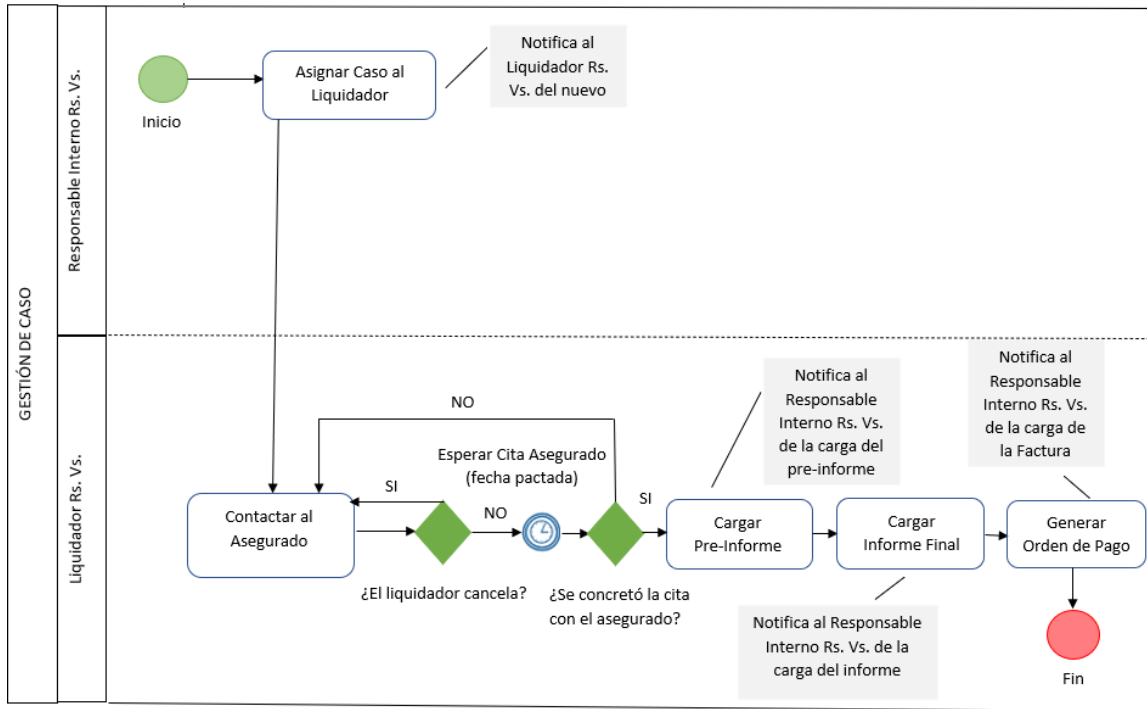 GESTIÓN DE CASO
Responsable Interno Rs. Vs.
Inicio
Asignar Caso al
Liquidador
Notifica al
Liquidador Rs.
Vs. del nuevo
Liquidador Rs. Vs.
Contactar al
Asegurado
SI
¿El liquidador cancela?
NO
NO
Esperar Cita Asegurado
(fecha pactada)
¿Se concretó la cita
con el asegurado?
SI
Cargar
Pre-Informe
Notifica al
Responsable
Interno Rs. Vs.
de la carga del
pre-informe
Cargar
Informe Final
Notifica al Responsable
Interno Rs. Vs. de la
carga del informe
Generar
Orden de Pago
Notifica al
Responsable
Interno Rs. Vs.
de la carga de
la Factura
Fin